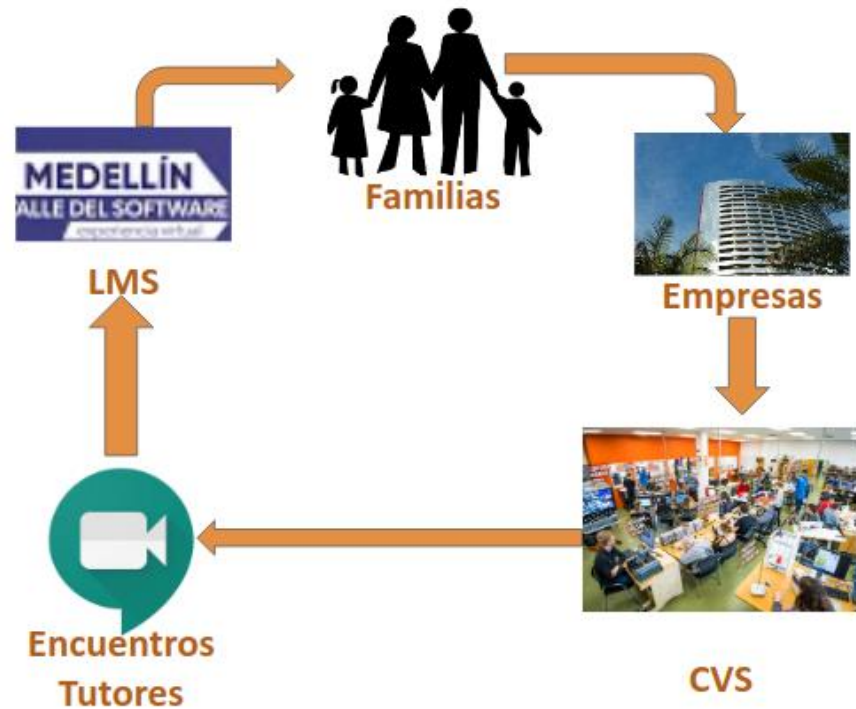 Familias
MEDELLÍN
ALLE DEL SOFTWARE
experiencia virtual
LMS
Empresas
Encuentros
Tutores
CVS